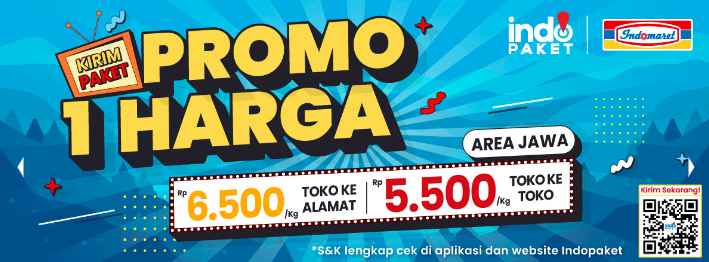 KIRIM
PAKET
PROMO
1 HARGA
indo
PAKET
Indomaret
AREA JAWA
Rp 6.500 /Kg TOKO KE ALAMAT
Rp 5.500 /Kg TOKO KE TOKO
*S&K lengkap cek di aplikasi dan website Indopaket
Kirim Sekarang!